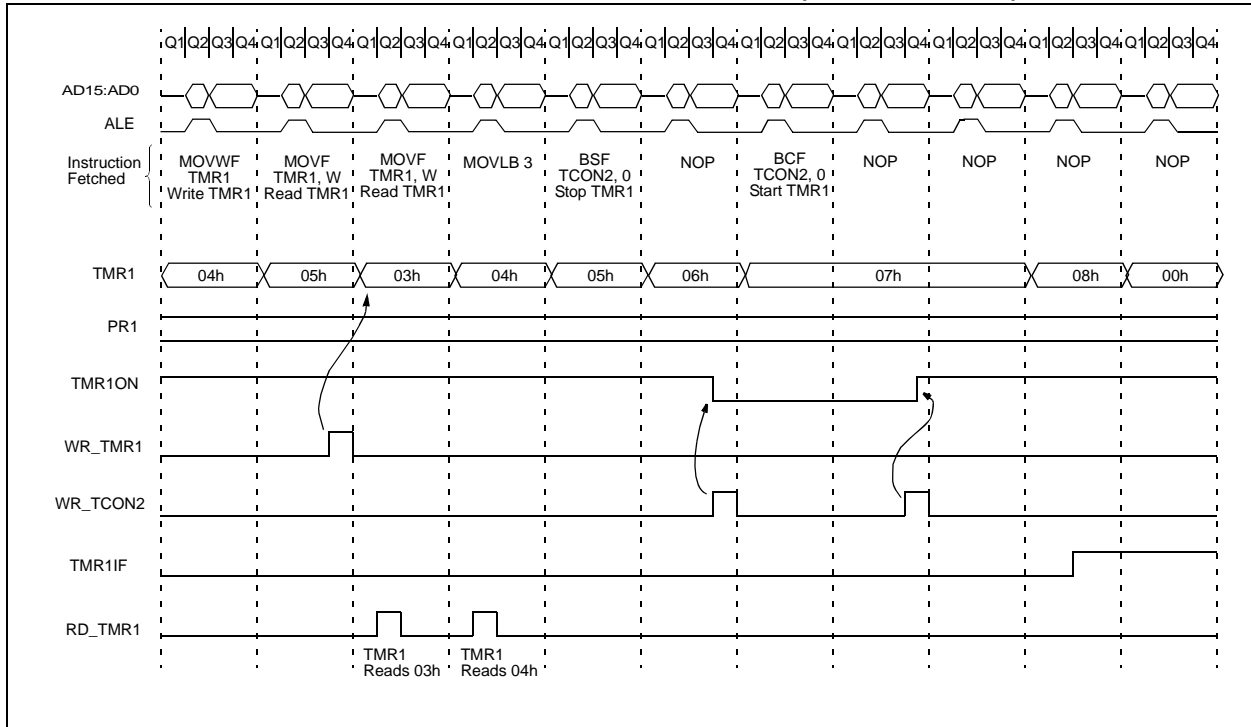 Q1 Q2 Q3 Q4 Q1 Q2 Q3 Q4 Q1 Q2 Q3 Q4 Q1 Q2 Q3 Q4 Q1 Q2 Q3 Q4 Q1 Q2 Q3 Q4 Q1 Q2 Q3 Q4 Q1 Q2 Q3 Q4 Q1 Q2 Q3 Q4 Q1 Q2 Q3 Q4 Q1 Q2 Q3 Q4
AD15:AD0
ALE
Instruction
Fetched
MOVWF
TMR1
Write TMR1
MOVF
TMR1, W
Read TMR1
MOVF
TMR1, W
Read TMR1
MOVLB 3
BSF
TCON2, 0
Stop TMR1
NOP
BCF
TCON2, 0
Start TMR1
NOP
NOP
NOP
NOP
TMR1
04h 05h 03h 04h 05h 06h 07h 08h 00h
PR1
TMR1ON
WR_TMR1
WR_TCON2
TMR1IF
RD_TMR1
TMR1
Reads 03h
TMR1
Reads 04h